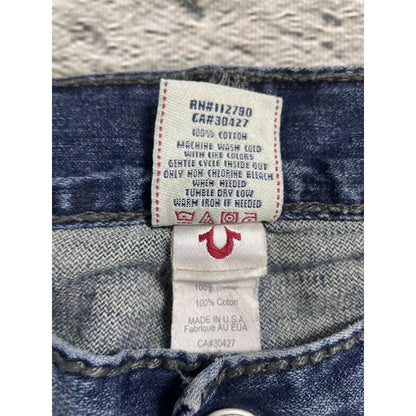 RN#112790
CA#30427
100% COTTON
MACHINE WASH COLD
WITH LIKE COLORS
GENTLE CYCLE INSIDE OUT
ONLY NON CHLORINE BLEACH
WHEN NEEDED
TUMBLE DRY LOW
WARM IRON IF NEEDED
100% Cotton
100% Coton
MADE IN U.S.A.
Fabriqué AU EUA
CA#30427